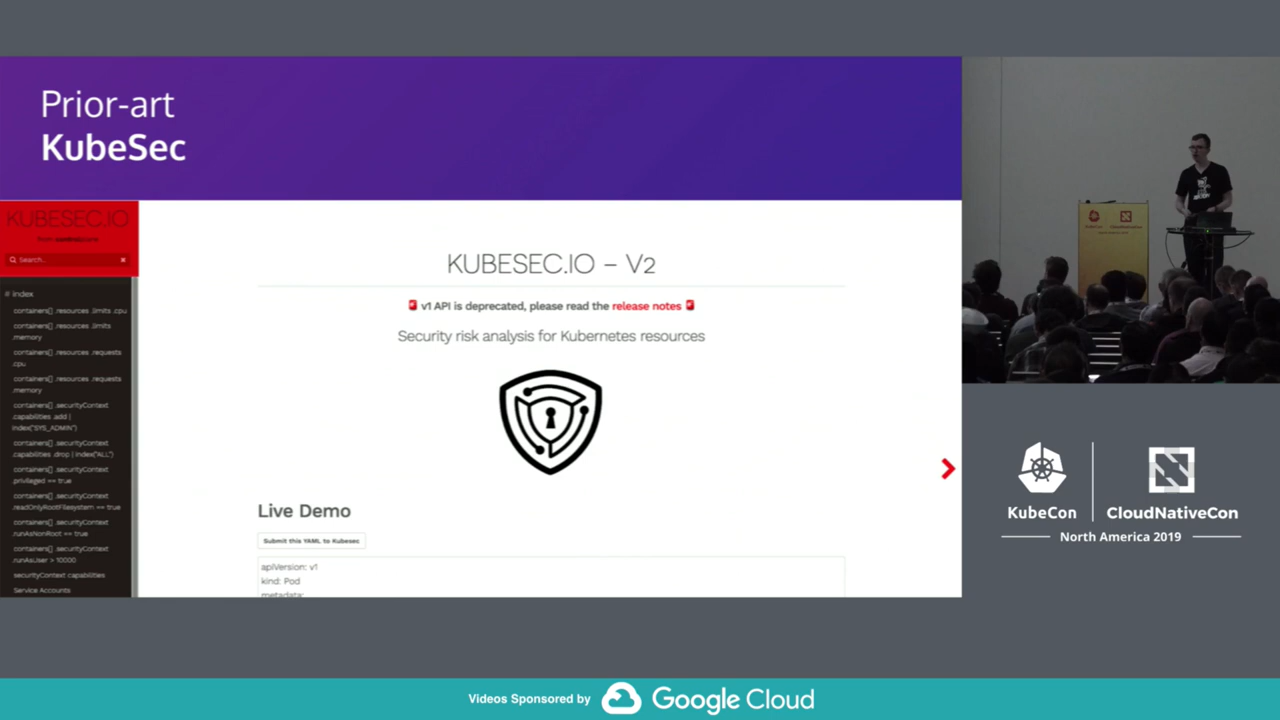 Prior-art
KubeSec
KUBESEC.IO
Search..
# Index
containers[] .resources .limits .cpu
containers[] .resources .limits
.memory
containers[] .resources .requests
.cpu
containers[] .resources .requests
.memory
containers[] .securityContext
.capabilities .add |
index("SYS_ADMIN")
containers[] .securityContext
.capabilities .drop | index("ALL")
containers[] .securityContext
.privileged == true
containers[] .securityContext
.readOnlyRootFilesystem == true
containers[] .securityContext
.runAsNonRoot == true
containers[] .securityContext
.runAsUser > 10000
securityContext capabilities
Service Accounts
KUBESEC.IO – V2
v1 API is deprecated, please read the release notes
Security risk analysis for Kubernetes resources
Live Demo
Submit this YAML to Kubesec
apiVersion: v1
kind: Pod
metadata:
KubeCon
CloudNativeCon
North America 2019
Videos Sponsored by Google Cloud